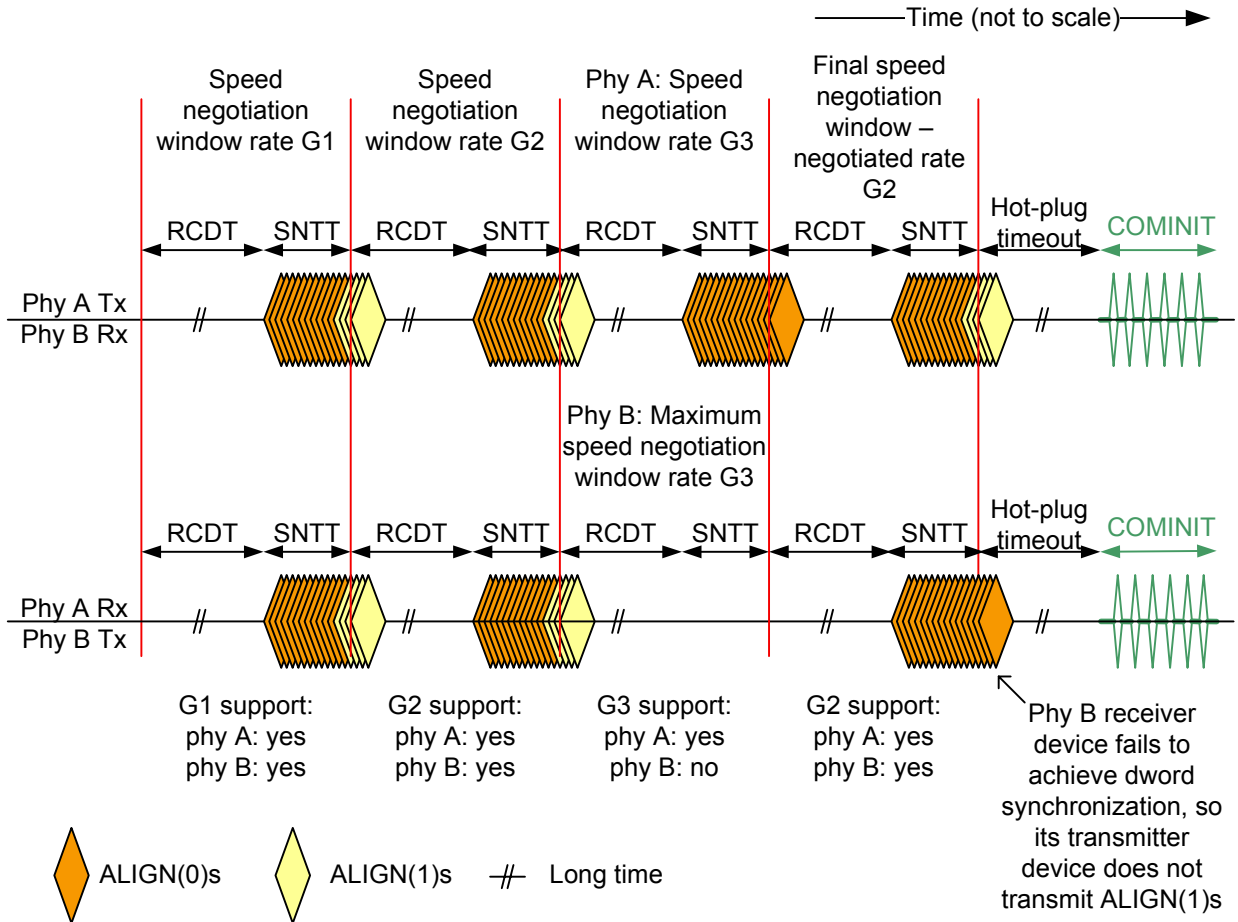 Time (not to scale)
Speed
negotiation
window rate G1
Speed
negotiation
window rate G2
Phy A: Speed
negotiation
window rate G3
Final speed
negotiation
window –
negotiated rate
G2
RCDT
SNTT
RCDT
SNTT
RCDT
SNTT
RCDT
SNTT
Hot-plug
timeout
COMINIT
Phy A Tx
Phy B Rx
Phy B: Maximum
speed negotiation
window rate G3
RCDT
SNTT
RCDT
SNTT
RCDT
SNTT
RCDT
SNTT
Hot-plug
timeout
COMINIT
Phy A Rx
Phy B Tx
G1 support:
phy A: yes
phy B: yes
G2 support:
phy A: yes
phy B: yes
G3 support:
phy A: yes
phy B: no
G2 support:
phy A: yes
phy B: yes
Phy B receiver
device fails to
achieve dword
synchronization, so
its transmitter
device does not
transmit ALIGN(1)s
ALIGN(0)s
ALIGN(1)s
Long time